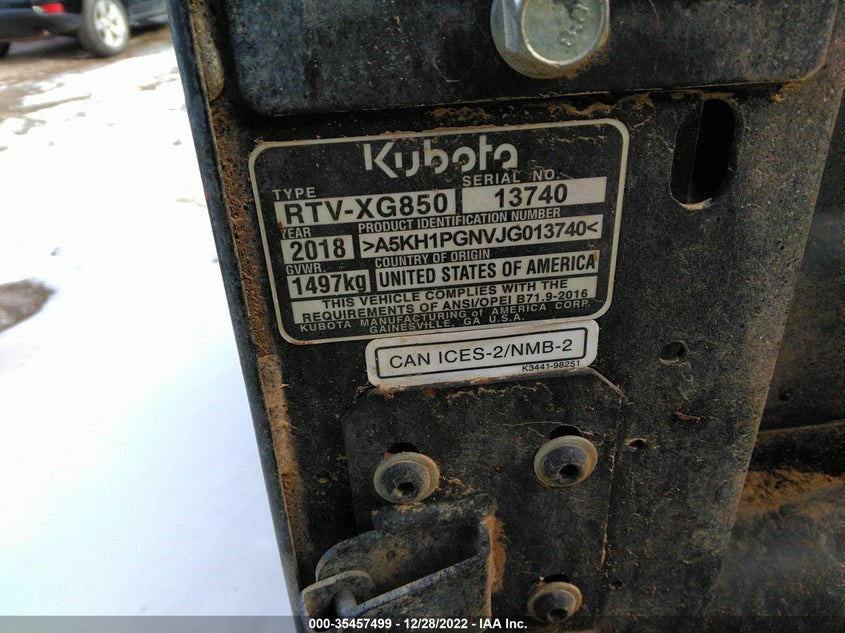 8.8
Kubota
TYPE SERIAL NO.
RTV-XG850 13740
YEAR PRODUCT IDENTIFICATION NUMBER
2018 >A5KH1PGNVJG013740<
GVWR. COUNTRY OF ORIGIN
1497kg UNITED STATES OF AMERICA
THIS VEHICLE COMPLIES WITH THE
REQUIREMENTS OF ANSI/OPEI B71.9-2016
KUBOTA MANUFACTURING of AMERICA CORP.
GAINESVILLE, GA U.S.A.
CAN ICES-2/NMB-2
K3441-98251
000-35457499 - 12/28/2022 - IAA Inc.